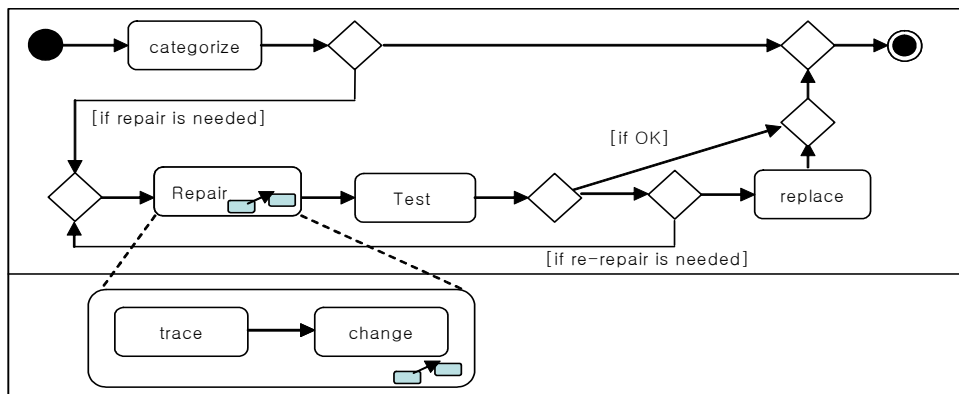 categorize
[if repair is needed]
[if OK]
Repair
Test
replace
[if re-repair is needed]
trace
change